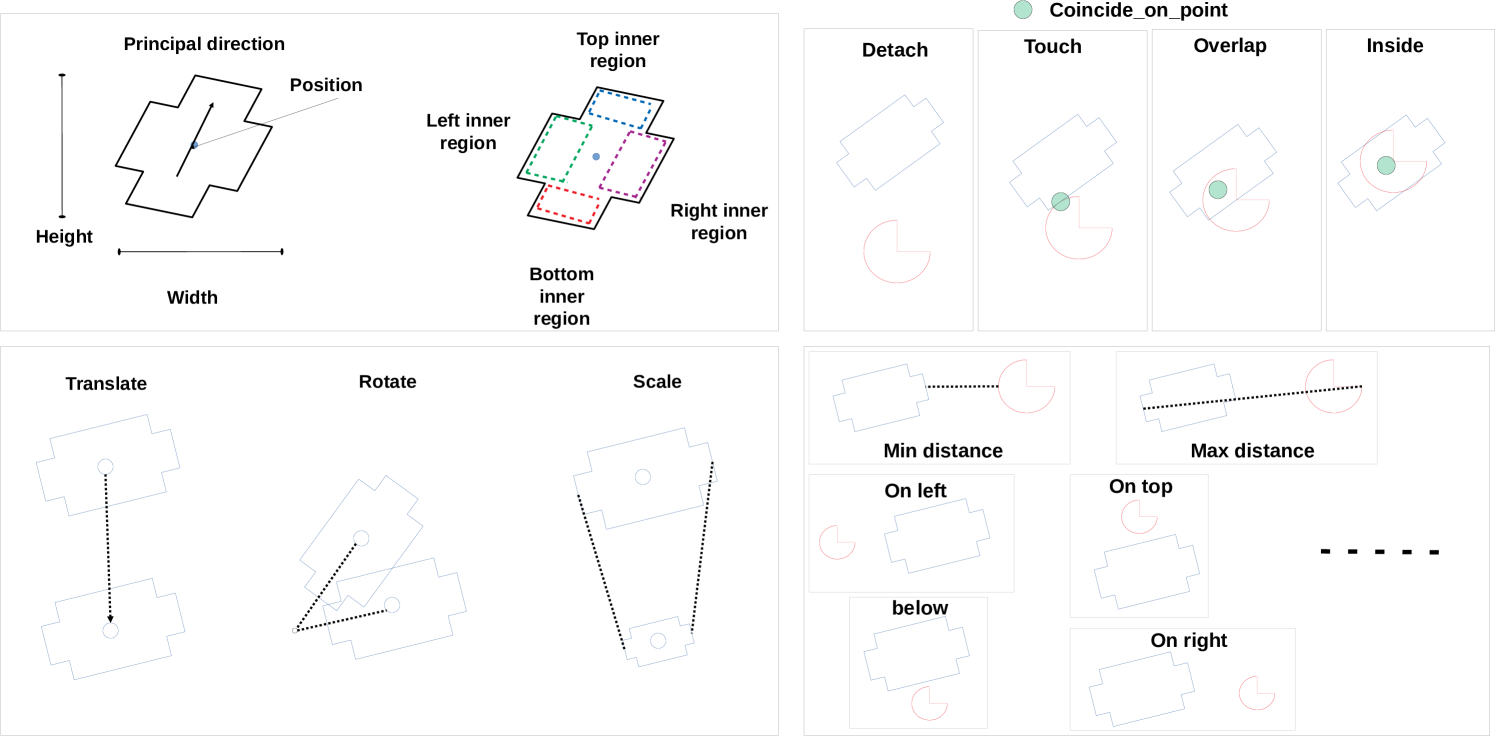 Principal direction
Position
Height
Width
Top inner
region
Left inner
region
Right inner
region
Bottom
inner
region
Coincide_on_point
Detach
Touch
Overlap
Inside
Translate
Rotate
Scale
Min distance
Max distance
On left
On top
below
On right